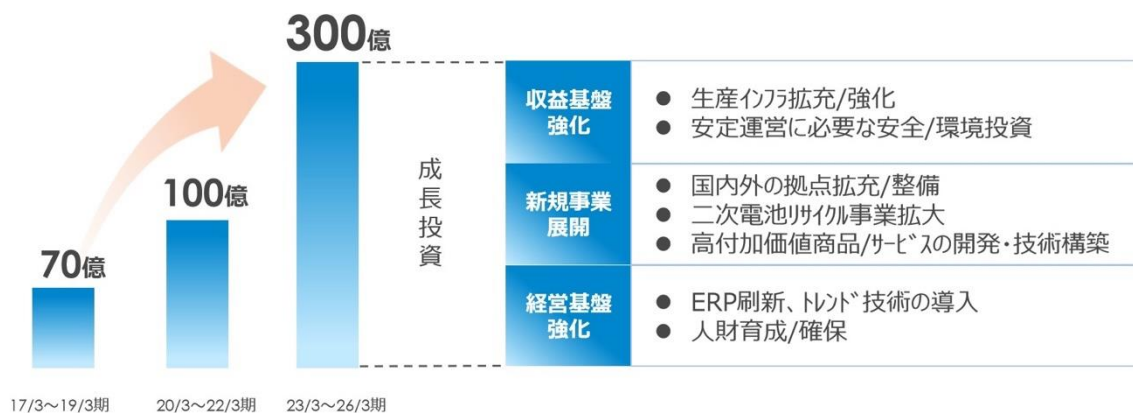 300億
100億
70億
17/3～19/3期
20/3～22/3期
23/3～26/3期
成長投資
収益基盤
強化
● 生産ｲﾝﾌﾗ拡充/強化
● 安定運営に必要な安全/環境投資
新規事業
展開
● 国内外の拠点拡充/整備
● 二次電池ﾘｻｲｸﾙ事業拡大
● 高付加価値商品/ｻｰﾋﾞｽの開発・技術構築
経営基盤
強化
● ERP刷新、ﾄﾚﾝﾄﾞ技術の導入
● 人財育成/確保